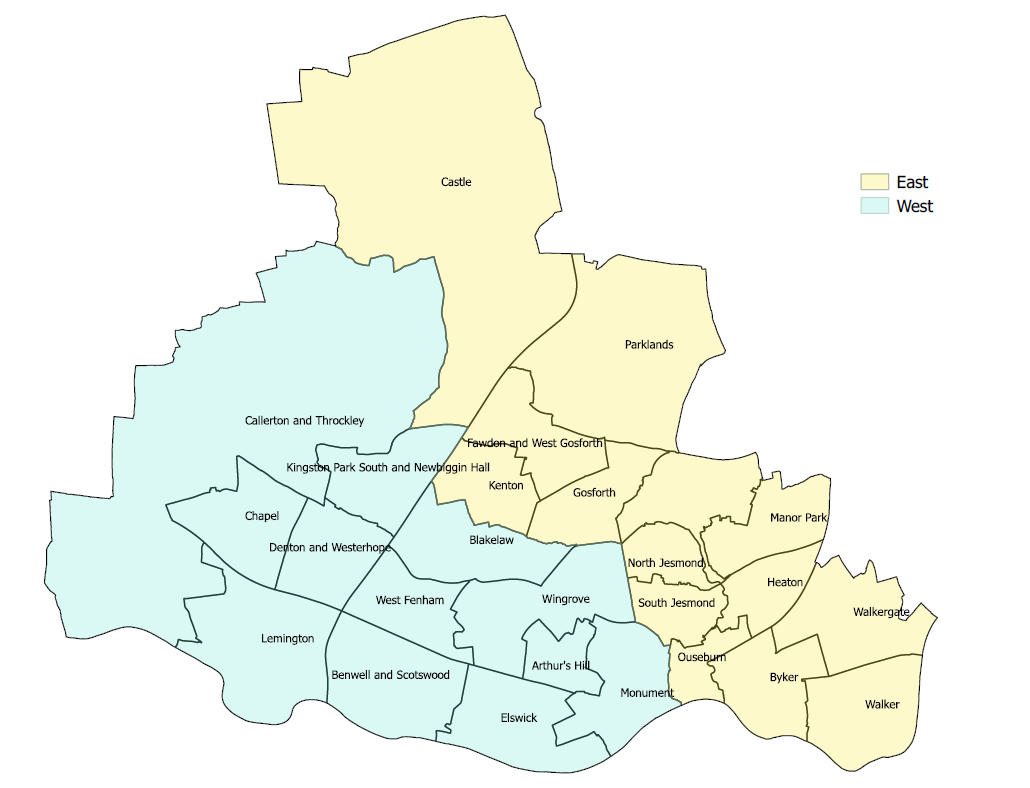 Castle
East
West
Parklands
Callerton and Throckley
Fawdon and West Gosforth
Kingston Park South and Newbiggin Hall
Kenton
Gosforth
Chapel
Manor Park
Denton and Westerhope
Blakelaw
North Jesmond
Heaton
West Fenham
Wingrove
South Jesmond
Walkergate
Lemington
Arthur's Hill
Ouseburn
Benwell and Scotswood
Byker
Monument
Walker
Elswick